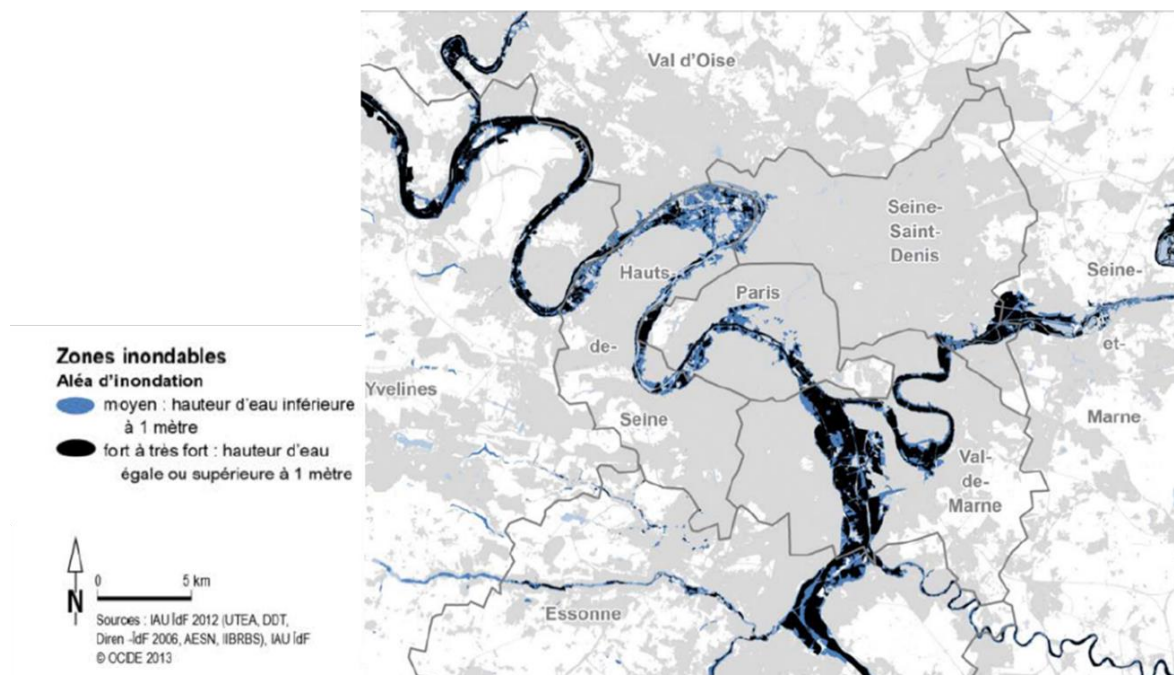 Val d'Oise
Seine-
Saint-
Denis
Hauts
Paris
Seine-
de-
et-
Yvelines
Seine
Marne
Val-
de-
Marne
Essonne
Zones inondables
Aléa d'inondation
moyen : hauteur d'eau inférieure
à 1 mètre
fort à très fort : hauteur d'eau
égale ou supérieure à 1 mètre
N
0 5 km
Sources : IAU ÎdF 2012 (UTEA, DDT,
Diren -ÎdF 2006, AESN, IIBRBS), IAU ÎdF
© OCIDE 2013